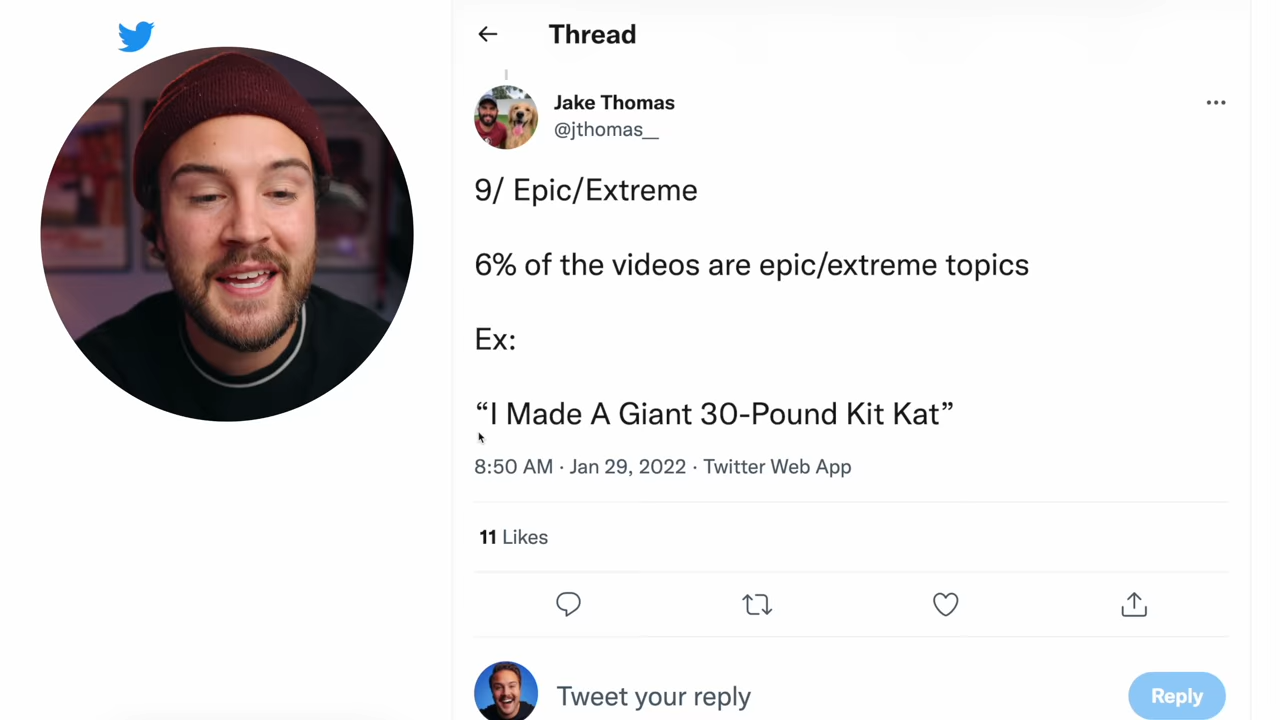 Thread
Jake Thomas
@jthomas__
9/ Epic/Extreme
6% of the videos are epic/extreme topics
Ex:
“I Made A Giant 30-Pound Kit Kat”
8:50 AM · Jan 29, 2022 · Twitter Web App
11 Likes
Tweet your reply
Reply